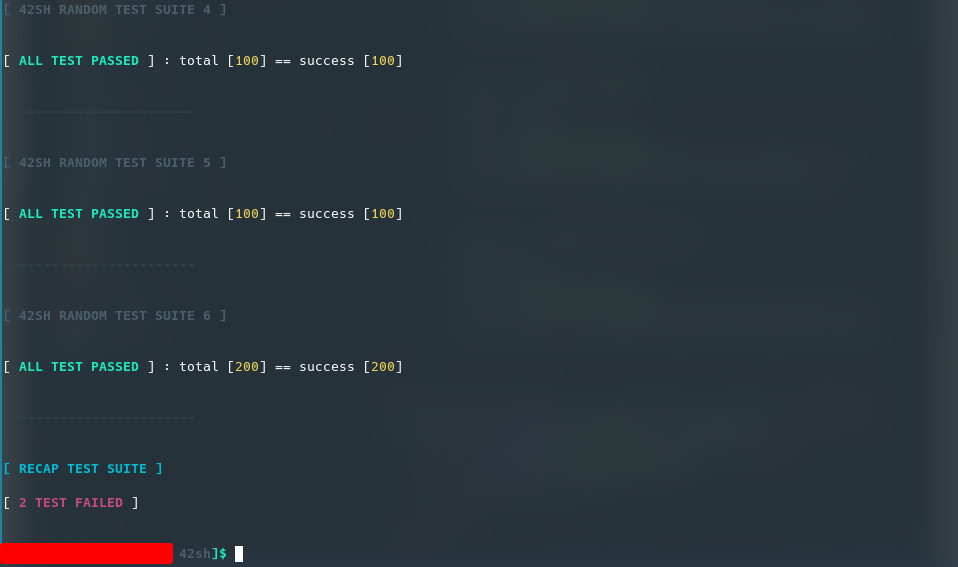 [ 42SH RANDOM TEST SUITE 4 ]
[ ALL TEST PASSED ] : total [100] == success [100]
----------------------
[ 42SH RANDOM TEST SUITE 5 ]
[ ALL TEST PASSED ] : total [100] == success [100]
----------------------
[ 42SH RANDOM TEST SUITE 6 ]
[ ALL TEST PASSED ] : total [200] == success [200]
----------------------
[ RECAP TEST SUITE ]
[ 2 TEST FAILED ]
42sh]$